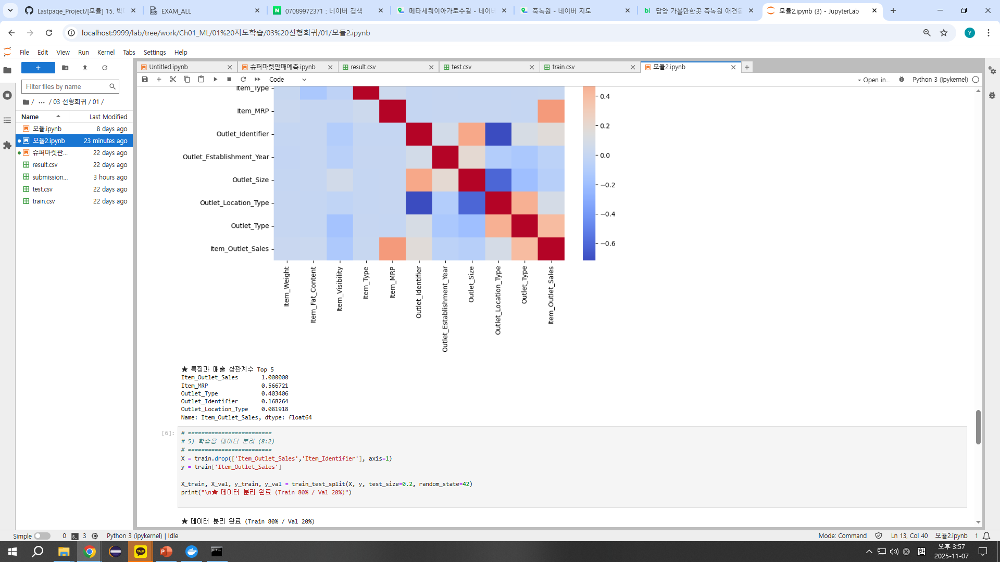 Lastpage_Project/[모듈] 15. 빅
EXAM_ALL
07089972371 : 네이버 검색
메타세쿼이아가로수길 - 네이버
죽녹원 - 네이버 지도
담양 가볼만한곳 죽녹원 애견동
모듈2.ipynb (3) - JupyterLab
localhost:9999/lab/tree/work/Ch01_ML/01%20지도학습/03%20선형회귀/01/모듈2.ipynb
Y
File Edit View Run Kernel Tabs Settings Help
Untitled.ipynb
슈퍼마켓판매예측.ipynb
result.csv
test.csv
train.csv
모듈2.ipynb
Code
Open in...
Python 3 (ipykernel)
Filter files by name
/ ... / 03 선형회귀 / 01 /
Name Last Modified
모듈.ipynb 8 days ago
모듈2.ipynb 23 minutes ago
슈퍼마켓판... 22 days ago
result.csv 22 days ago
submission... 3 hours ago
test.csv 22 days ago
train.csv 22 days ago
Item_Type
Item_MRP
Outlet_Identifier
Outlet_Establishment_Year
Outlet_Size
Outlet_Location_Type
Outlet_Type
Item_Outlet_Sales
0.4
0.2
0.0
−0.2
−0.4
−0.6
Item_Weight
Item_Fat_Content
Item_Visibility
Item_Type
Item_MRP
Outlet_Identifier
Outlet_Establishment_Year
Outlet_Size
Outlet_Location_Type
Outlet_Type
Item_Outlet_Sales
★ 특징과 매출 상관계수 Top 5
Item_Outlet_Sales 1.000000
Item_MRP 0.566721
Outlet_Type 0.403406
Outlet_Identifier 0.168264
Outlet_Location_Type 0.081918
Name: Item_Outlet_Sales, dtype: float64
[6]:
# =========================
# 5) 학습용 데이터 분리 (8:2)
# =========================
X = train.drop(['Item_Outlet_Sales','Item_Identifier'], axis=1)
y = train['Item_Outlet_Sales']
X_train, X_val, y_train, y_val = train_test_split(X, y, test_size=0.2, random_state=42)
print("\n★ 데이터 분리 완료 (Train 80% / Val 20%)")
★ 데이터 분리 완료 (Train 80% / Val 20%)
Simple 0 3 Python 3 (ipykernel) | Idle
Mode: Command Ln 13, Col 40 모듈2.ipynb 1
TALK
한
오후 3:57
2025-11-07